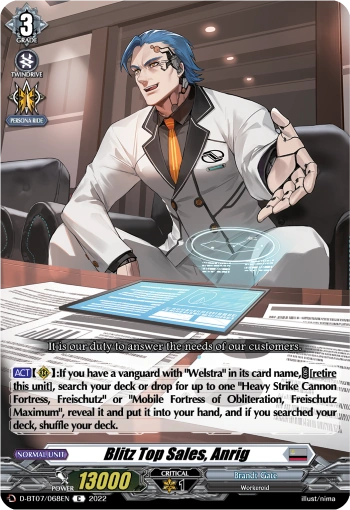 3
GRADE
TWINDRIVE
PERSONA RIDE
It is our duty to answer the needs of our customers.
ACT【】:If you have a vanguard with "Welstra" in its card name, [retire
this unit], search your deck or drop for up to one "Heavy Strike Cannon
Fortress, Freischutz" or "Mobile Fortress of Obliteration, Freischutz
Maximum", reveal it and put it into your hand, and if you searched your
deck, shuffle your deck.
NORMAL UNIT
Blitz Top Sales, Anrig
POWER 13000 CRITICAL 1
Brandt Gate
Workeroid
D-BT07/068EN C 2022
illust/nima